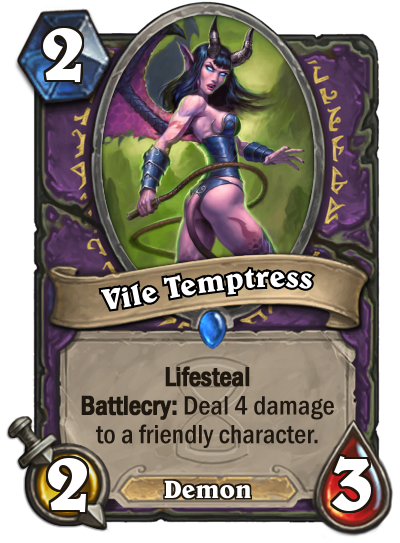 2
Vile Temptress
Lifesteal
Battlecry: Deal 4 damage
to a friendly character.
2
Demon
3